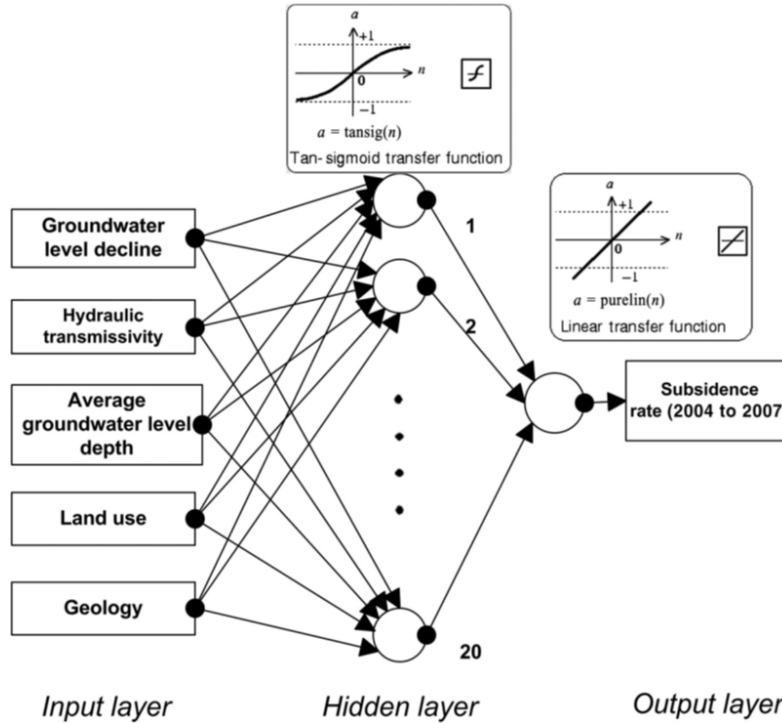 a
+1
n
0
−1
a = tansig(n)
Tan-sigmoid transfer function
Groundwater
level decline
Hydraulic
transmissivity
Average
groundwater level
depth
Land use
Geology
1
2
20
a
+1
n
0
−1
a = purelin(n)
Linear transfer function
Subsidence
rate (2004 to 2007
Input layer
Hidden layer
Output layer